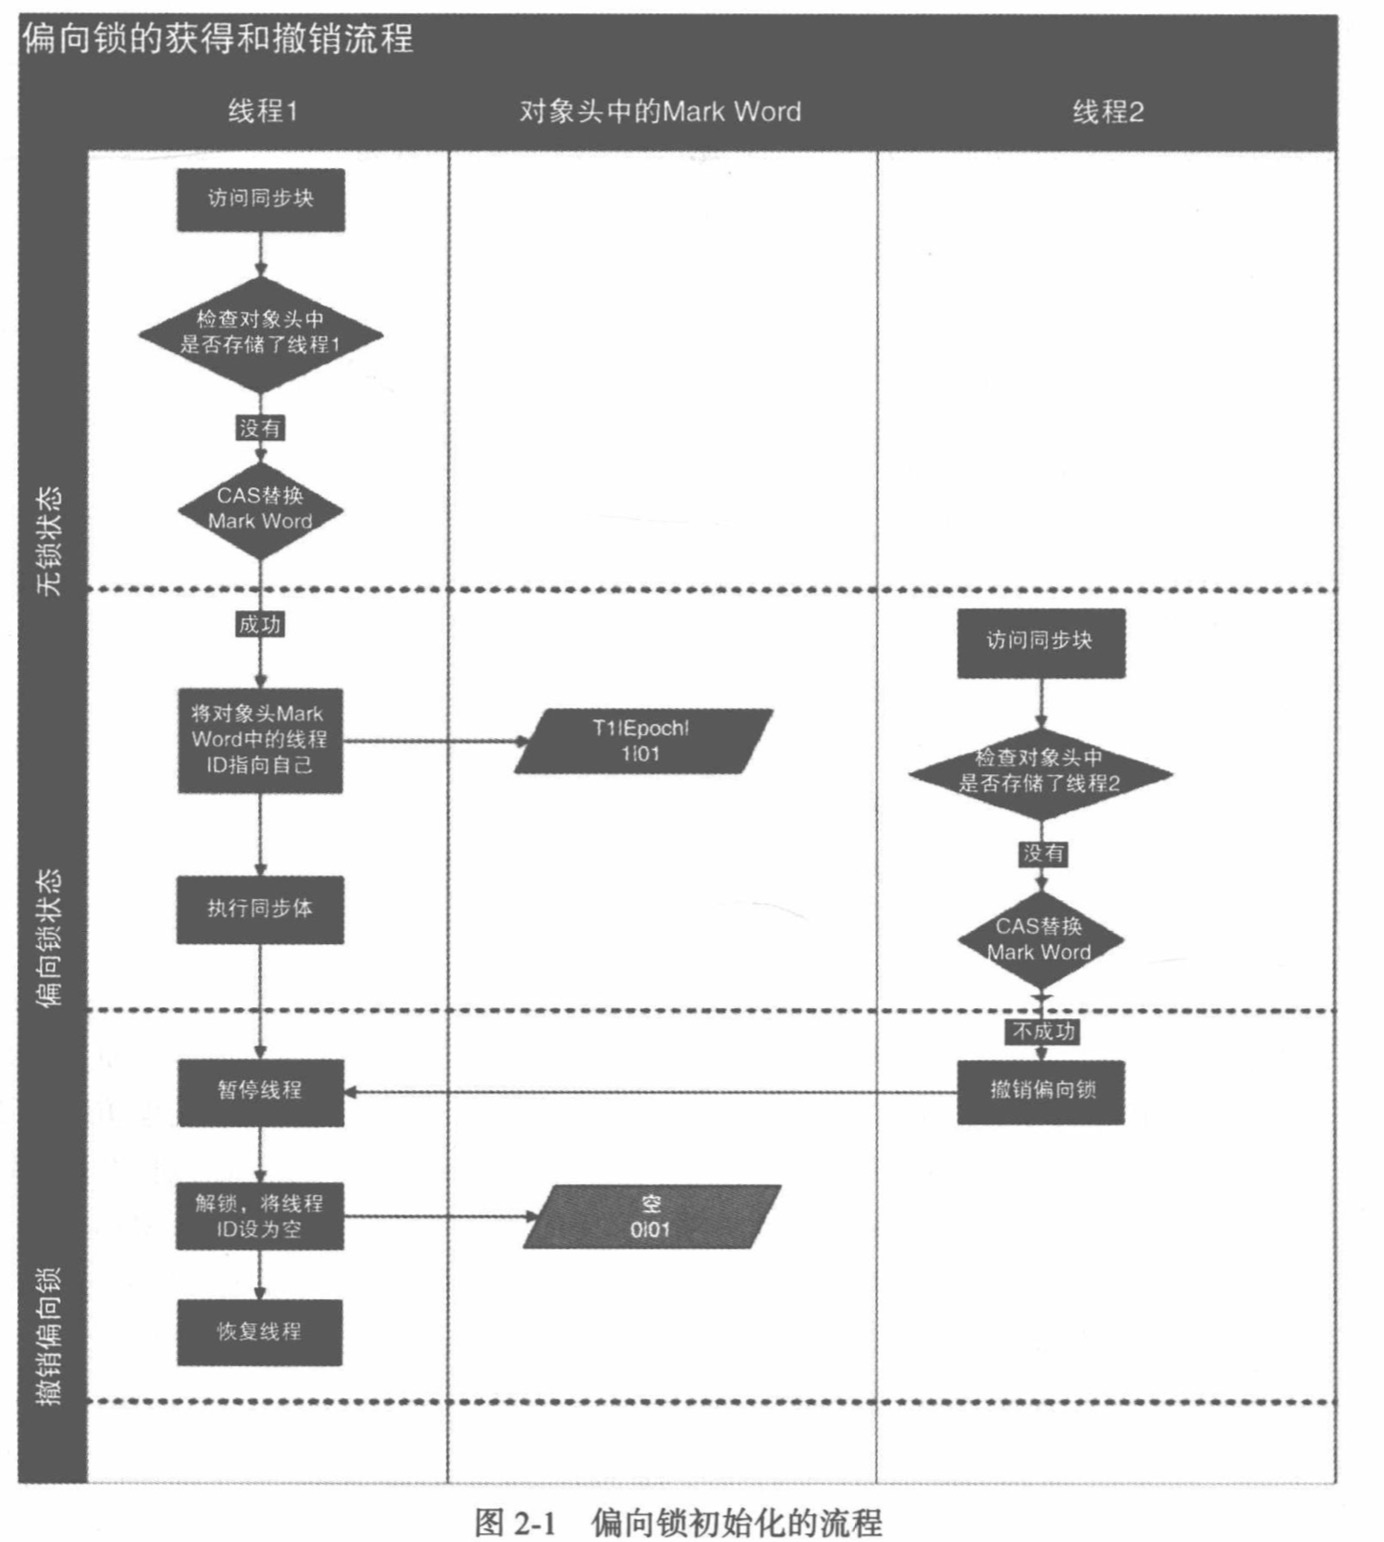 偏向锁的获得和撤销流程
线程1
对象头中的Mark Word
线程2
无锁状态
访问同步块
检查对象头中
是否存储了线程1
没有
CAS替换
Mark Word
偏向锁状态
成功
将对象头Mark
Word中的线程
ID指向自己
T1|Epoch|
1|01
执行同步体
访问同步块
检查对象头中
是否存储了线程2
没有
CAS替换
Mark Word
撤销偏向锁
不成功
撤销偏向锁
暂停线程
解锁，将线程
ID设为空
空
0|01
恢复线程
图 2-1 偏向锁初始化的流程